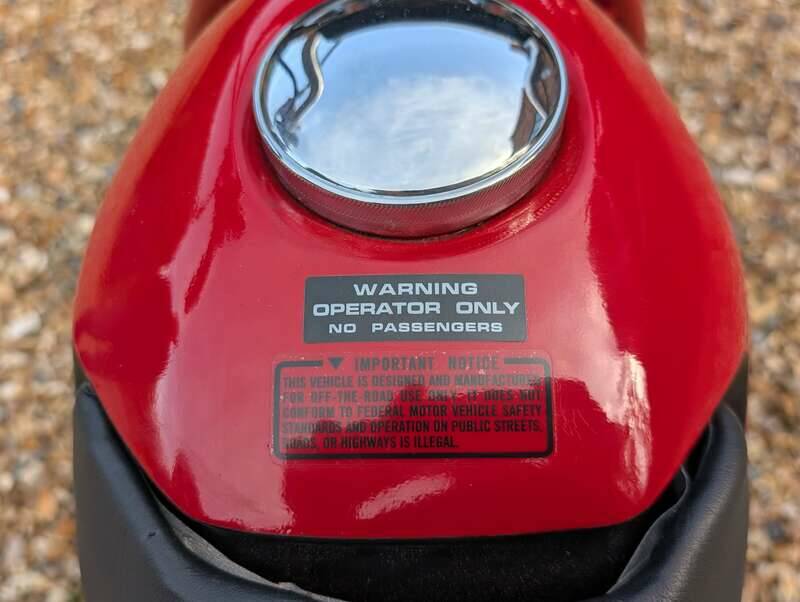 WARNING
OPERATOR ONLY
NO PASSENGERS
IMPORTANT NOTICE
THIS VEHICLE IS DESIGNED AND MANUFACTURED
FOR OFF-THE-ROAD USE ONLY. IT DOES NOT
CONFORM TO FEDERAL MOTOR VEHICLE SAFETY
STANDARDS AND OPERATION ON PUBLIC STREETS,
ROADS, OR HIGHWAYS IS ILLEGAL.